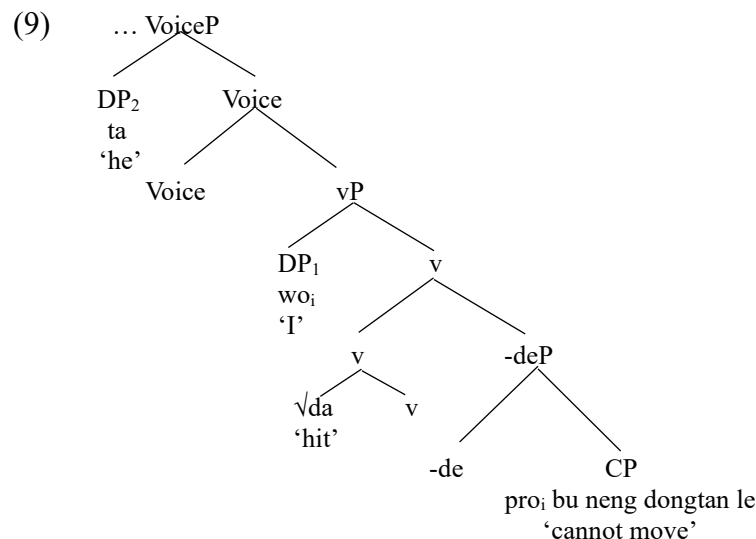 (9) … VoiceP
DP₂ Voice
ta
‘he’
Voice vP
DP₁ v
woᵢ
‘I’
v -deP
√da v
‘hit’
-de CP
proᵢ bu neng dongtan le
‘cannot move’